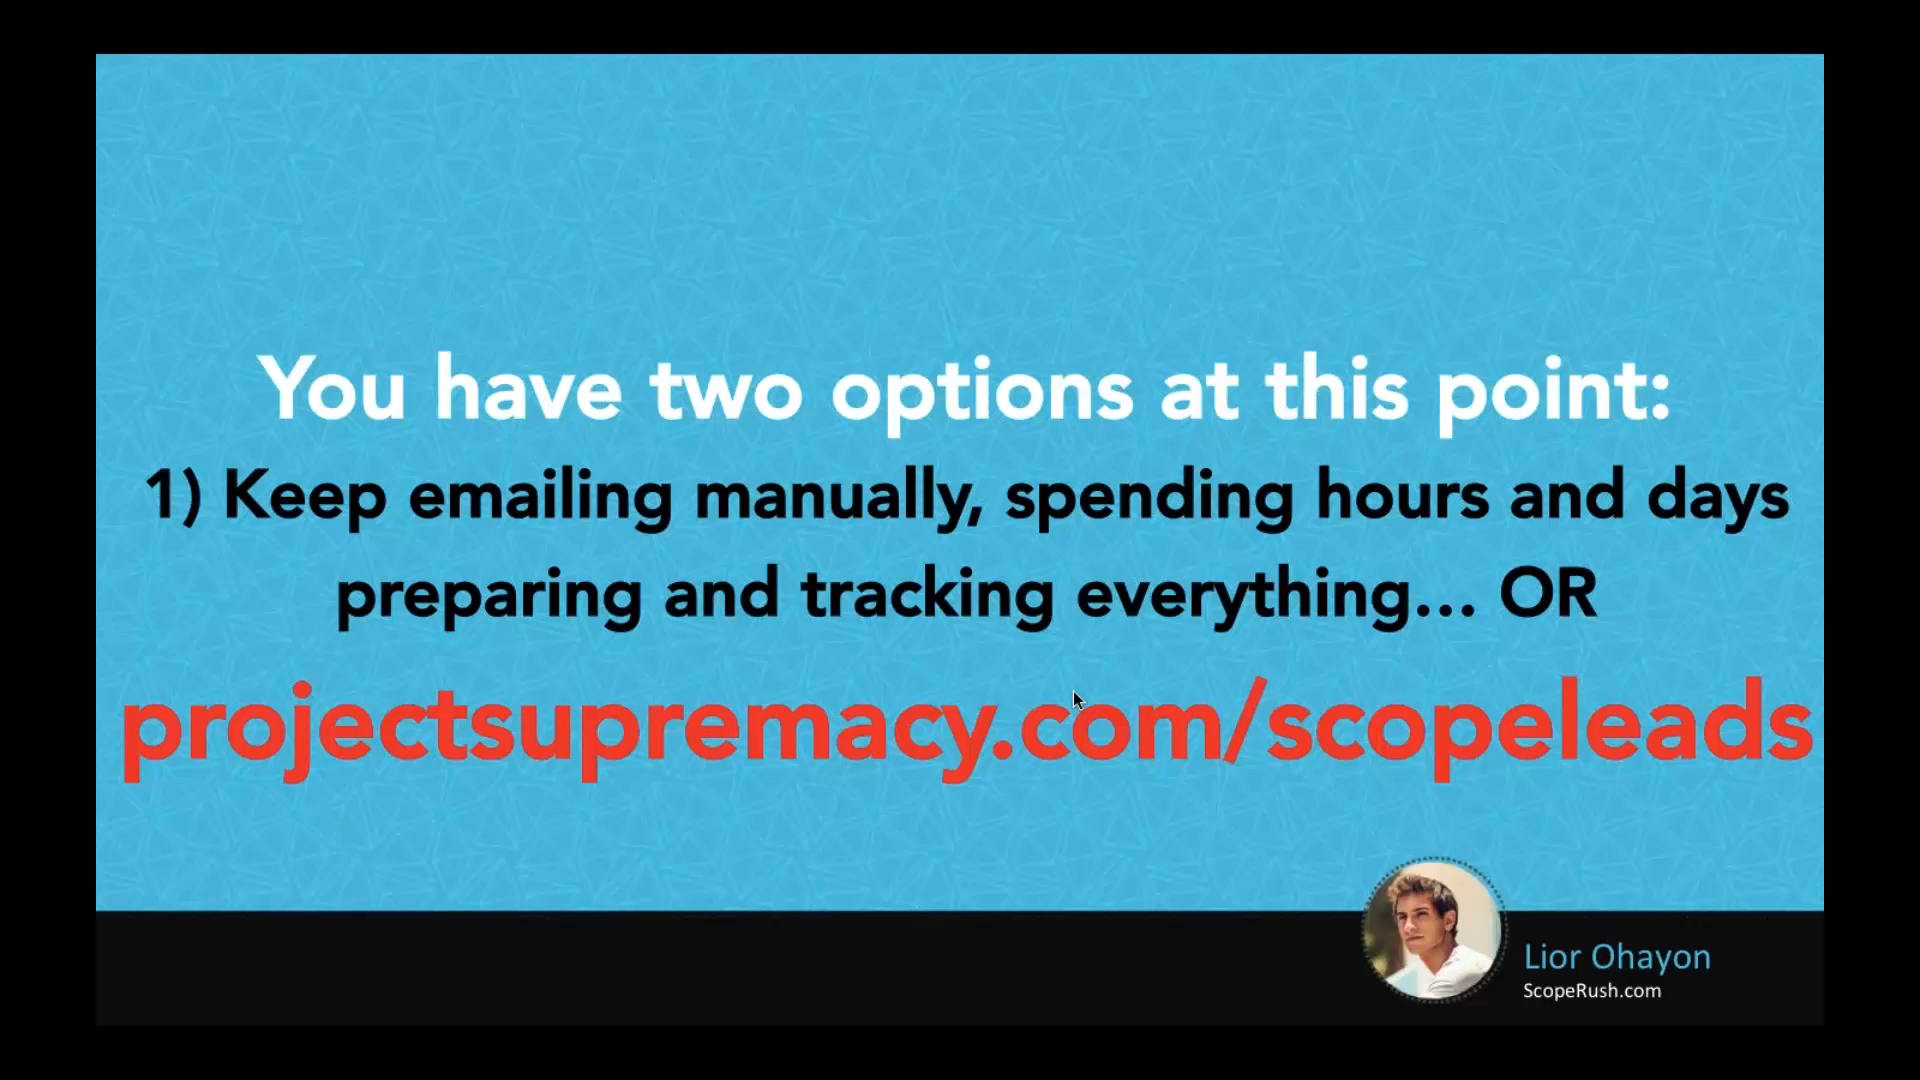 You have two options at this point:
1) Keep emailing manually, spending hours and days
preparing and tracking everything... OR
projectsupremacy.com/scopeleads
Lior Ohayon
ScopeRush.com